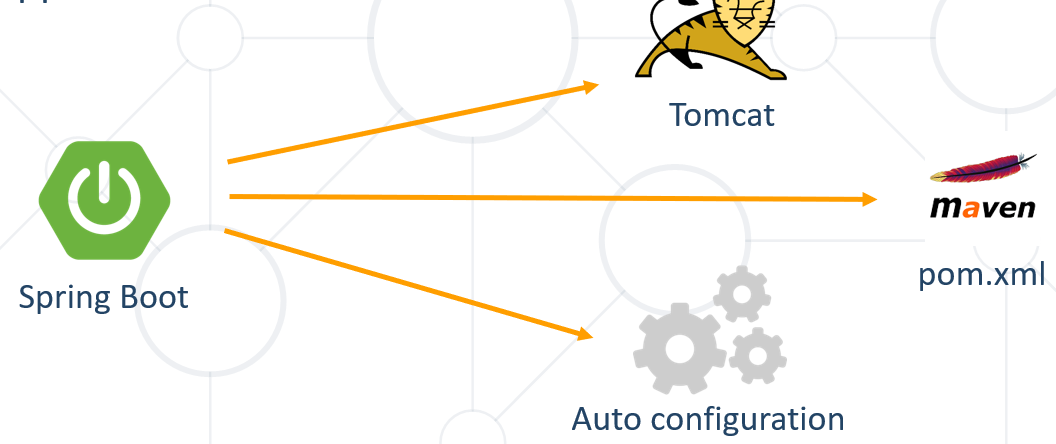 Tomcat
maven
pom.xml
Spring Boot
Auto configuration